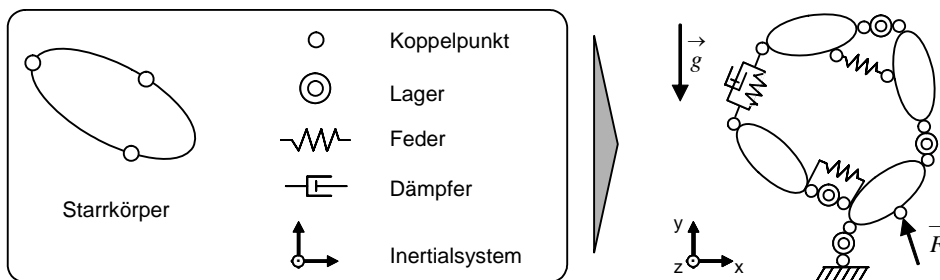 Koppelpunkt
Lager
Feder
Dämpfer
Inertialsystem
Starrkörper
g
y
z
x
F